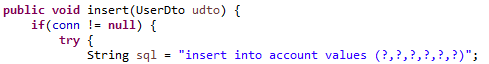 public void insert(UserDto udto) {
if(conn != null) {
try {
String sql = "insert into account values (?,?,?,?,?,?)";